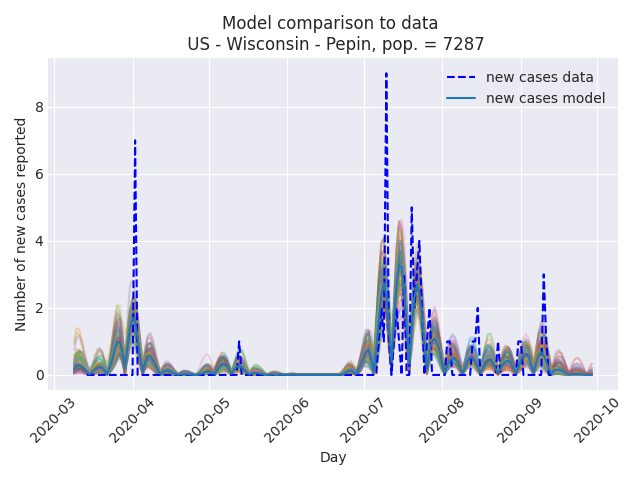 Model comparison to data
US - Wisconsin - Pepin, pop. = 7287
new cases data
new cases model
Number of new cases reported
8
6
4
2
0
2020-03
2020-04
2020-05
2020-06
2020-07
2020-08
2020-09
2020-10
Day